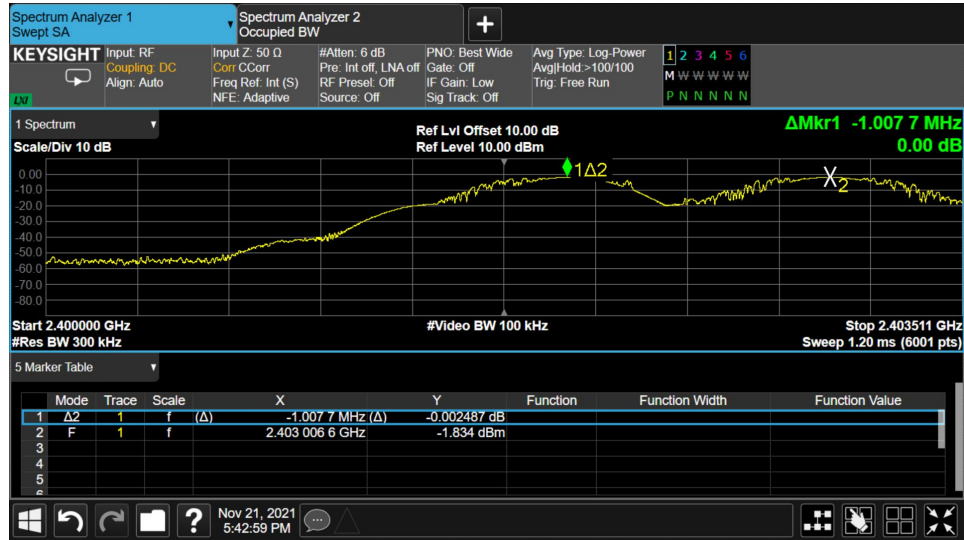 Spectrum Analyzer 1
Swept SA
Spectrum Analyzer 2
Occupied BW
+
KEYSIGHT
LXI
Input: RF
Coupling: DC
Align: Auto
Input Z: 50 Ω
Corr CCorr
Freq Ref: Int (S)
NFE: Adaptive
#Atten: 6 dB
Pre: Int off, LNA off
RF Presel: Off
Source: Off
PNO: Best Wide
Gate: Off
IF Gain: Low
Sig Track: Off
Avg Type: Log-Power
Avg|Hold:>100/100
Trig: Free Run
1 2 3 4 5 6
M W W W W W
P N N N N N
1 Spectrum
Scale/Div 10 dB
Ref Lvl Offset 10.00 dB
Ref Level 10.00 dBm
ΔMkr1 -1.007 7 MHz
0.00 dB
1Δ2
X2
0.00
-10.0
-20.0
-30.0
-40.0
-50.0
-60.0
-70.0
-80.0
Start 2.400000 GHz
#Res BW 300 kHz
#Video BW 100 kHz
Stop 2.403511 GHz
Sweep 1.20 ms (6001 pts)
5 Marker Table
Mode Trace Scale X Y Function Function Width Function Value
1 Δ2 1 f (Δ) -1.007 7 MHz (Δ) -0.002487 dB
2 F 1 f 2.403 006 6 GHz -1.834 dBm
3
4
5
6
?
Nov 21, 2021
5:42:59 PM